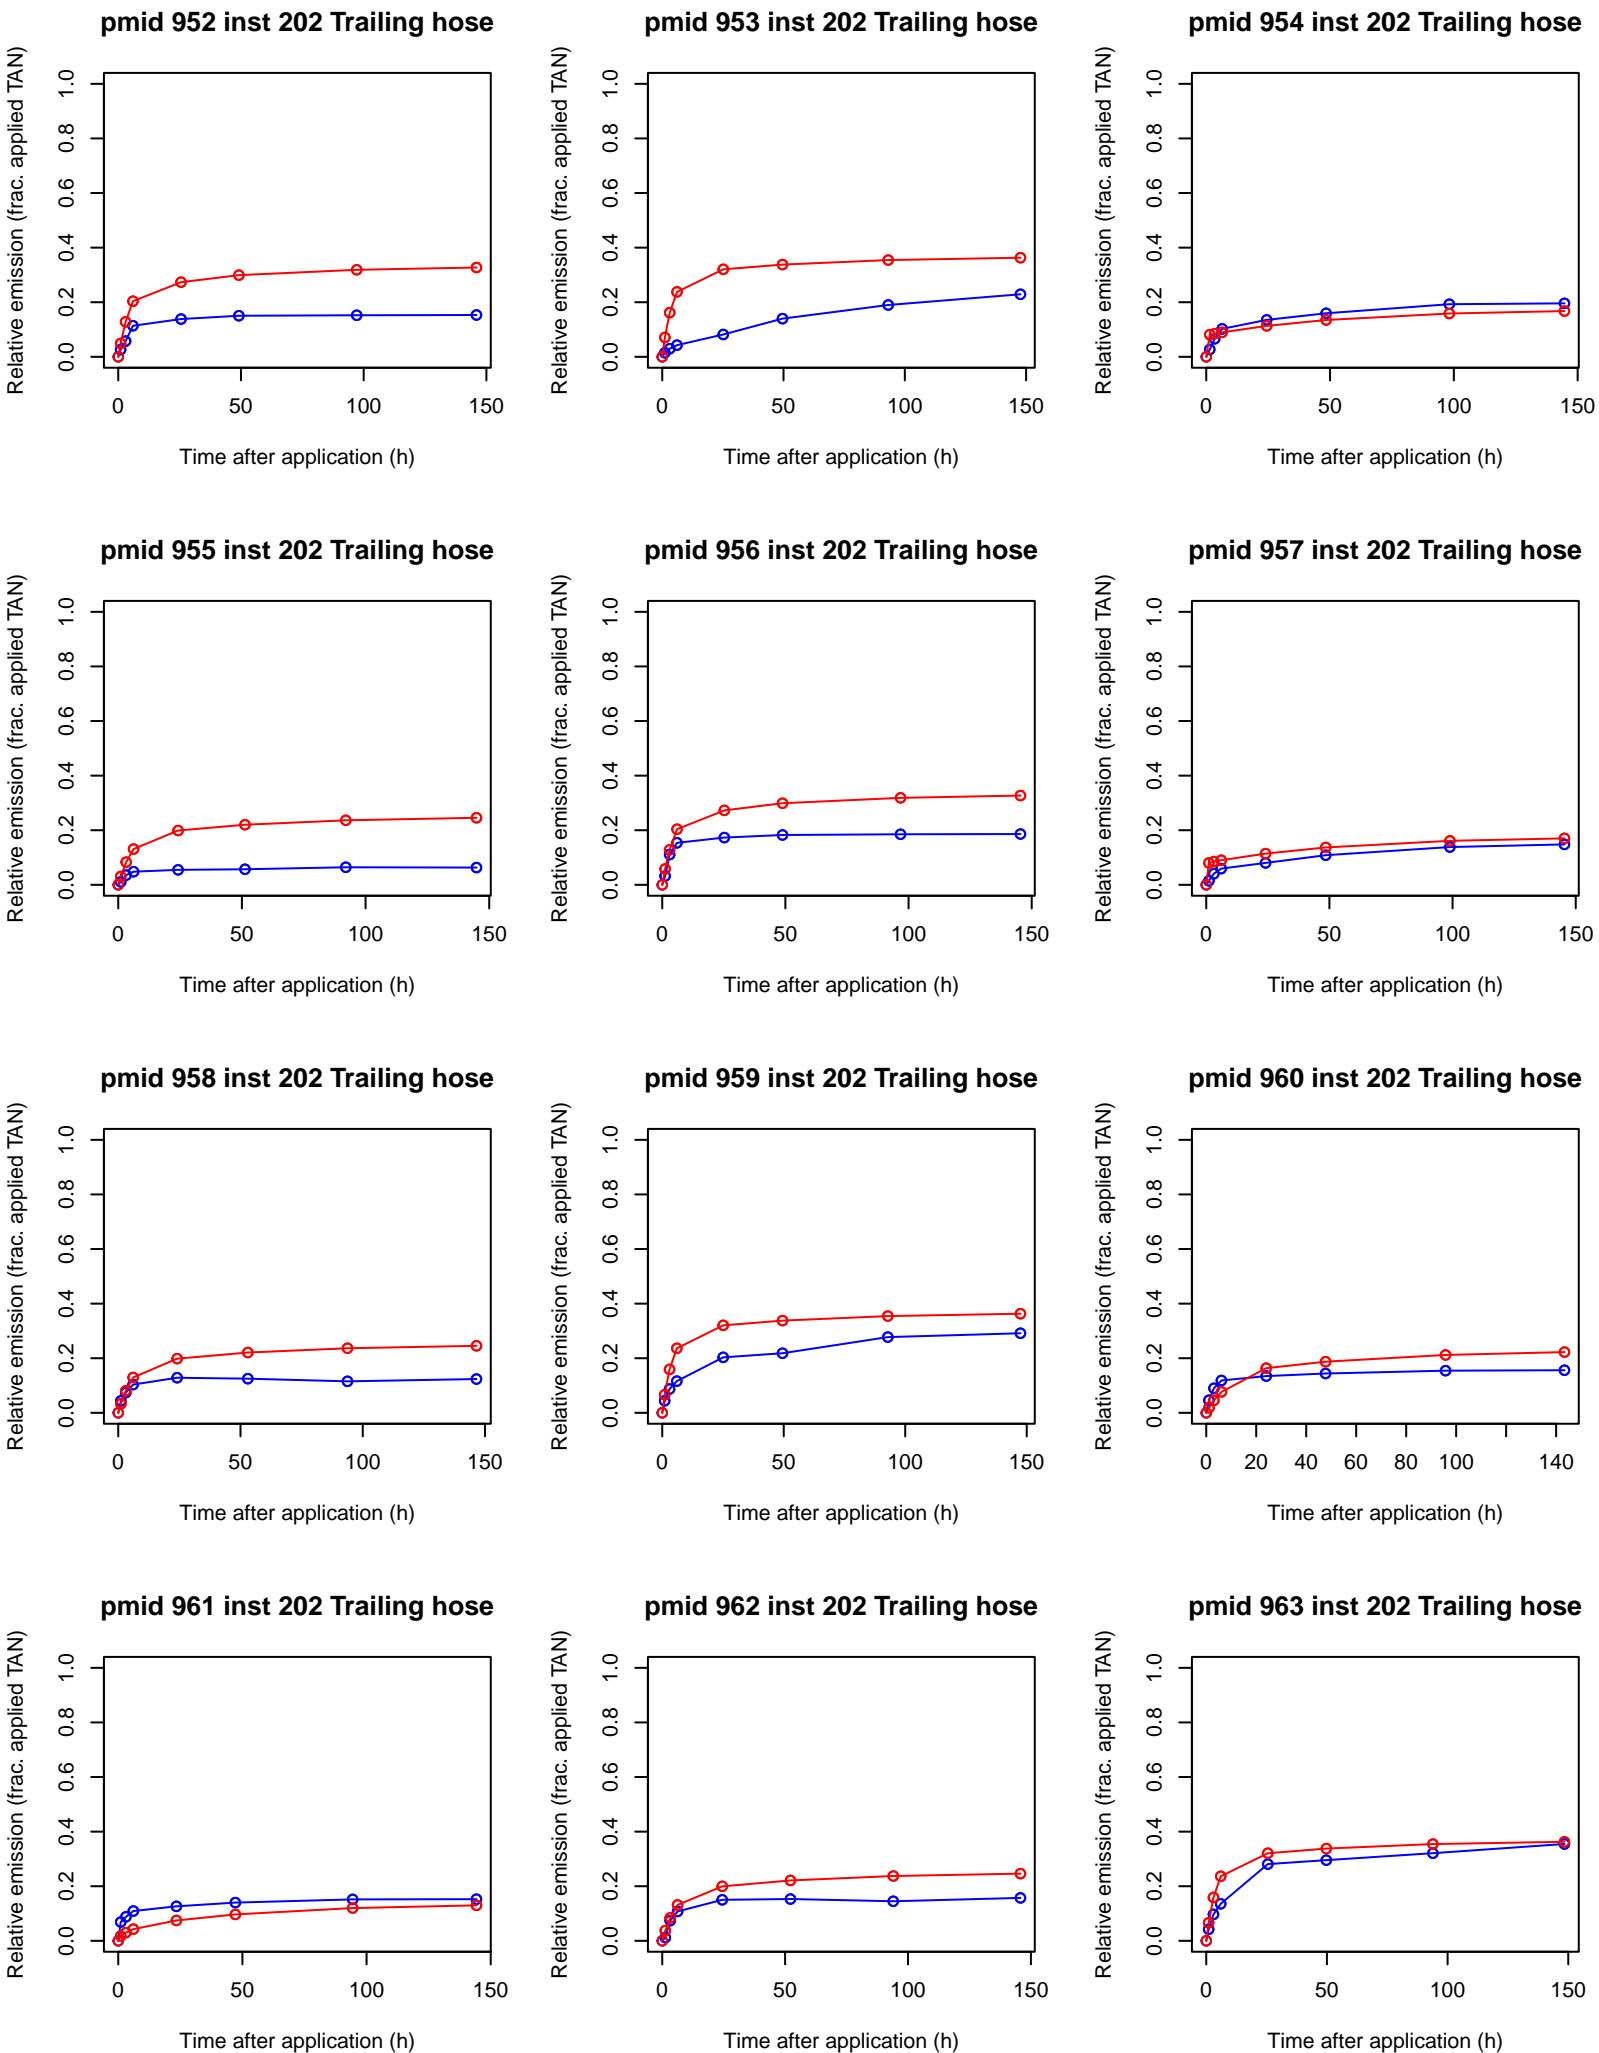 pmid 952 inst 202 Trailing hose
Relative emission (frac. applied TAN)
0.0 0.2 0.4 0.6 0.8 1.0
0 50 100 150
Time after application (h)
pmid 953 inst 202 Trailing hose
Relative emission (frac. applied TAN)
0.0 0.2 0.4 0.6 0.8 1.0
0 50 100 150
Time after application (h)
pmid 954 inst 202 Trailing hose
Relative emission (frac. applied TAN)
0.0 0.2 0.4 0.6 0.8 1.0
0 50 100 150
Time after application (h)
pmid 955 inst 202 Trailing hose
Relative emission (frac. applied TAN)
0.0 0.2 0.4 0.6 0.8 1.0
0 50 100 150
Time after application (h)
pmid 956 inst 202 Trailing hose
Relative emission (frac. applied TAN)
0.0 0.2 0.4 0.6 0.8 1.0
0 50 100 150
Time after application (h)
pmid 957 inst 202 Trailing hose
Relative emission (frac. applied TAN)
0.0 0.2 0.4 0.6 0.8 1.0
0 50 100 150
Time after application (h)
pmid 958 inst 202 Trailing hose
Relative emission (frac. applied TAN)
0.0 0.2 0.4 0.6 0.8 1.0
0 50 100 150
Time after application (h)
pmid 959 inst 202 Trailing hose
Relative emission (frac. applied TAN)
0.0 0.2 0.4 0.6 0.8 1.0
0 50 100 150
Time after application (h)
pmid 960 inst 202 Trailing hose
Relative emission (frac. applied TAN)
0.0 0.2 0.4 0.6 0.8 1.0
0 20 40 60 80 100 140
Time after application (h)
pmid 961 inst 202 Trailing hose
Relative emission (frac. applied TAN)
0.0 0.2 0.4 0.6 0.8 1.0
0 50 100 150
Time after application (h)
pmid 962 inst 202 Trailing hose
Relative emission (frac. applied TAN)
0.0 0.2 0.4 0.6 0.8 1.0
0 50 100 150
Time after application (h)
pmid 963 inst 202 Trailing hose
Relative emission (frac. applied TAN)
0.0 0.2 0.4 0.6 0.8 1.0
0 50 100 150
Time after application (h)